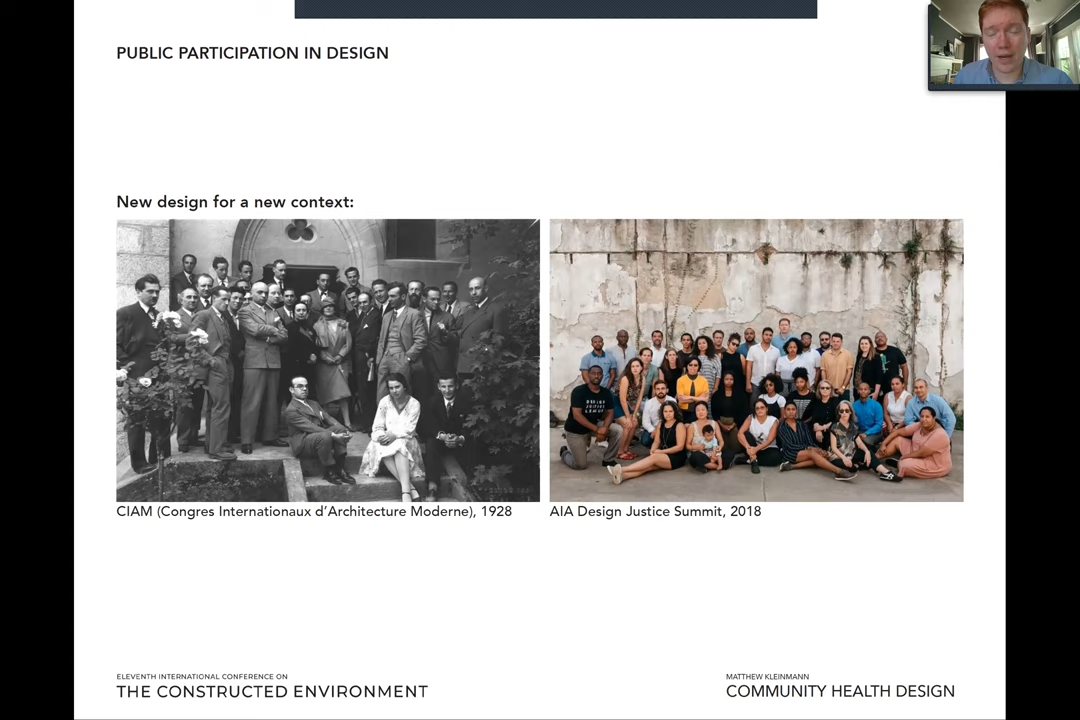 PUBLIC PARTICIPATION IN DESIGN
New design for a new context:
CIAM (Congres Internationaux d’Architecture Moderne), 1928
AIA Design Justice Summit, 2018
ELEVENTH INTERNATIONAL CONFERENCE ON
THE CONSTRUCTED ENVIRONMENT
MATTHEW KLEINMANN
COMMUNITY HEALTH DESIGN